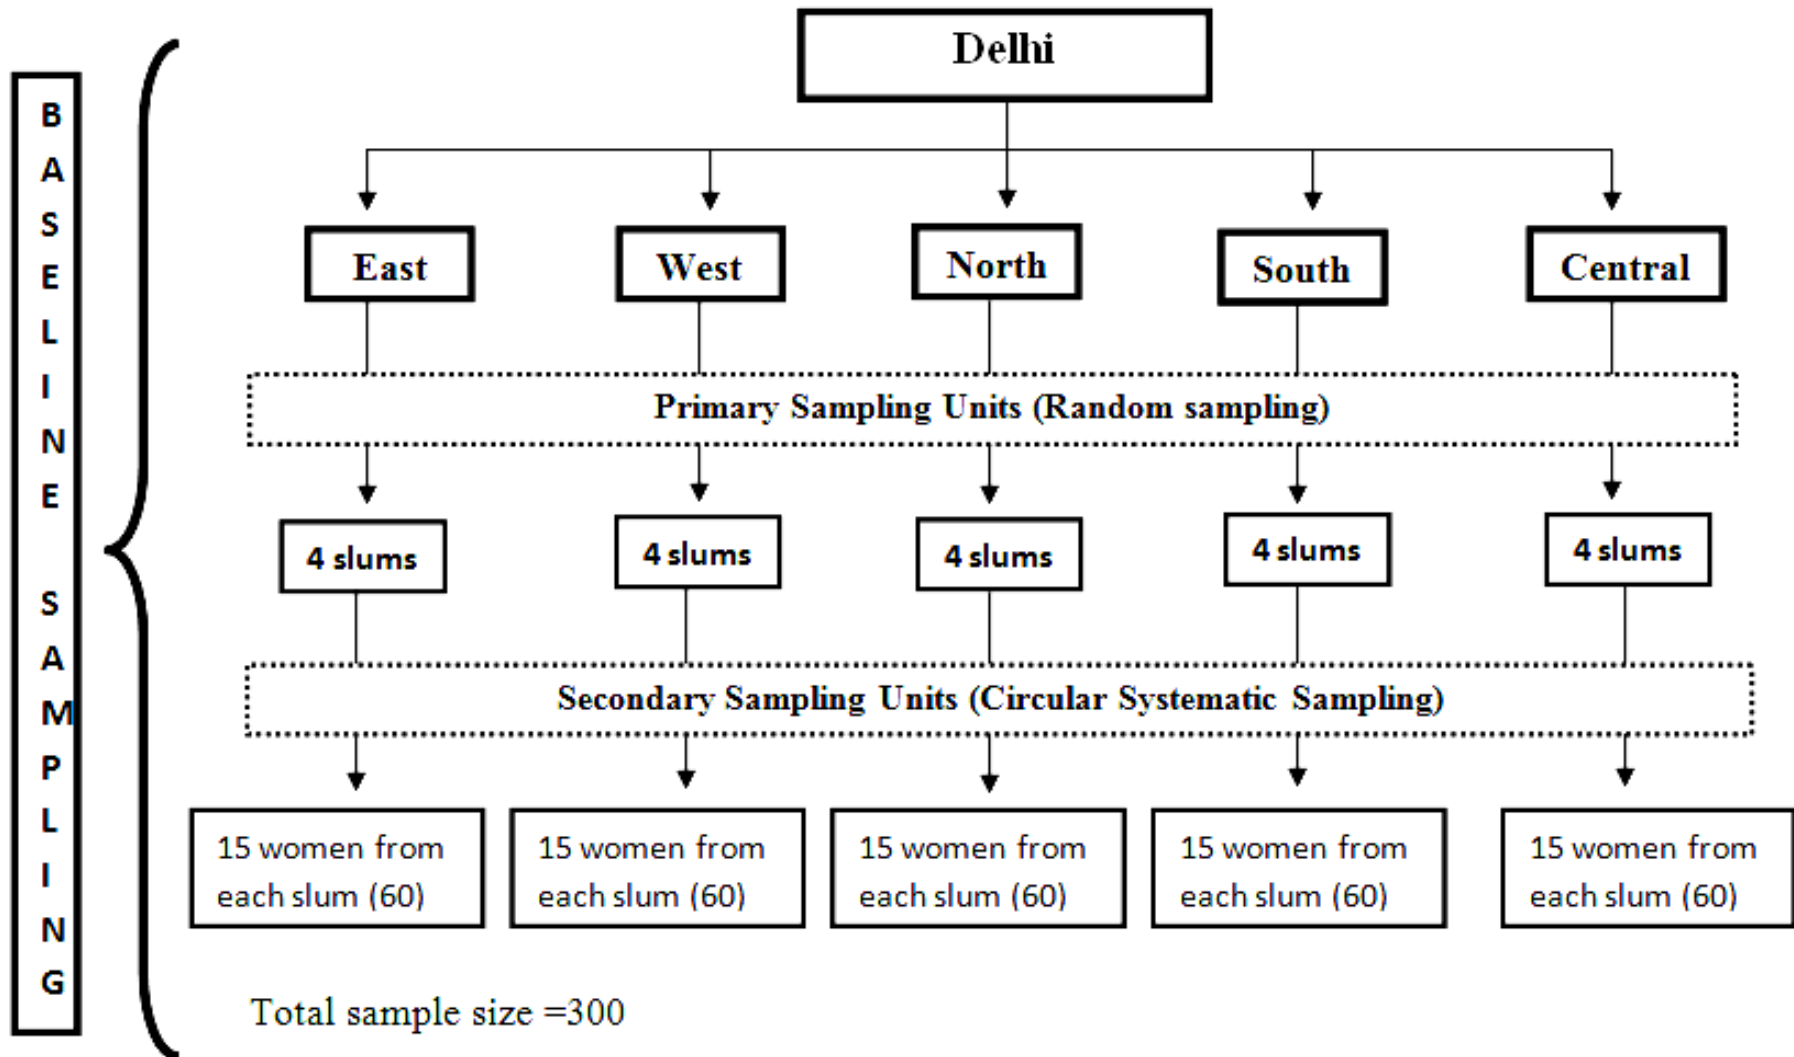 BASELINE SAMPLING
Delhi
East
West
North
South
Central
Primary Sampling Units (Random sampling)
4 slums
4 slums
4 slums
4 slums
4 slums
Secondary Sampling Units (Circular Systematic Sampling)
15 women from
each slum (60)
15 women from
each slum (60)
15 women from
each slum (60)
15 women from
each slum (60)
15 women from
each slum (60)
Total sample size =300